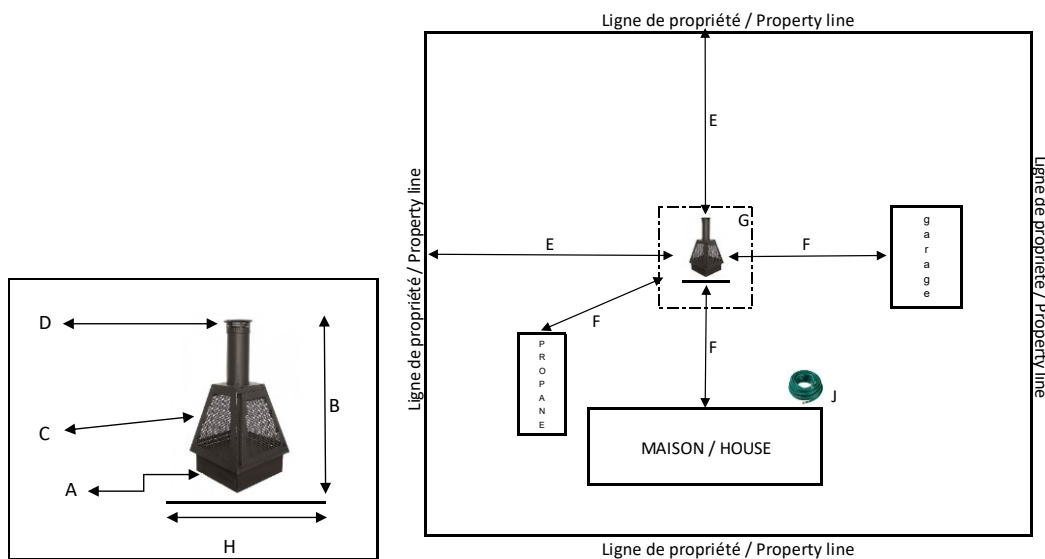 Ligne de propriété / Property line
E
Ligne de propriété / Property line
Ligne de propriété / Property line
garage
G
E
F
D
F
PROPANE
F
B
C
J
MAISON / HOUSE
A
H
Ligne de propriété / Property line